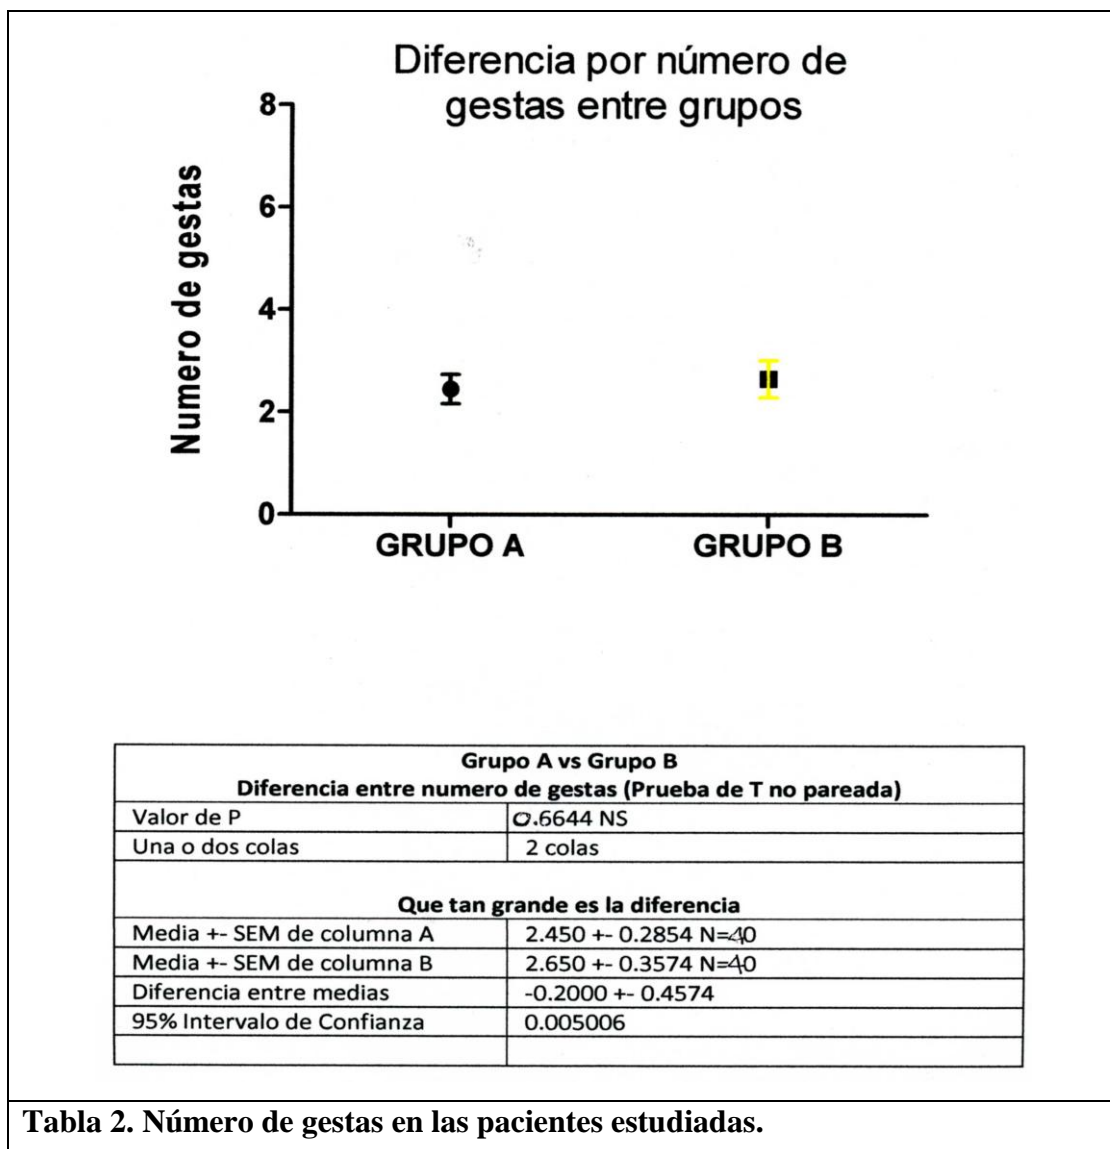 Diferencia por número de
gestas entre grupos
Numero de gestas
8
6
4
2
0
GRUPO A
GRUPO B
Grupo A vs Grupo B
Diferencia entre numero de gestas (Prueba de T no pareada)
Valor de P 0.6644 NS
Una o dos colas 2 colas
Que tan grande es la diferencia
Media +- SEM de columna A 2.450 +- 0.2854 N=40
Media +- SEM de columna B 2.650 +- 0.3574 N=40
Diferencia entre medias -0.2000 +- 0.4574
95% Intervalo de Confianza 0.005006
Tabla 2. Número de gestas en las pacientes estudiadas.